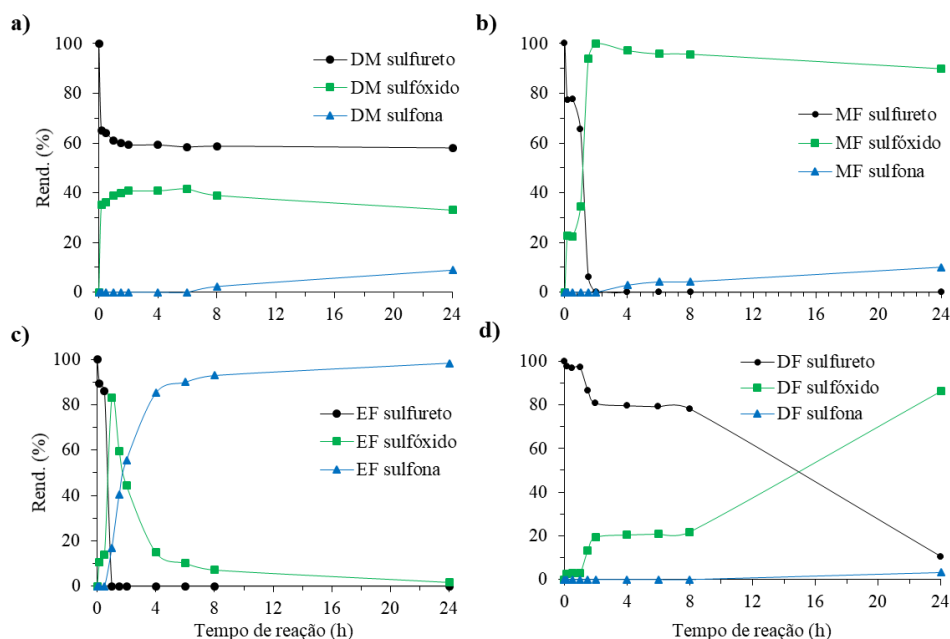 a)
DM sulfureto
DM sulfóxido
DM sulfona
Rend. (%)
100
80
60
40
20
0
0
4
8
12
16
20
24
b)
MF sulfureto
MF sulfóxido
MF sulfona
100
80
60
40
20
0
0
4
8
12
16
20
24
c)
EF sulfureto
EF sulfóxido
EF sulfona
Rend. (%)
100
80
60
40
20
0
0
4
8
12
16
20
24
Tempo de reação (h)
d)
DF sulfureto
DF sulfóxido
DF sulfona
100
80
60
40
20
0
0
4
8
12
16
20
24
Tempo de reação (h)